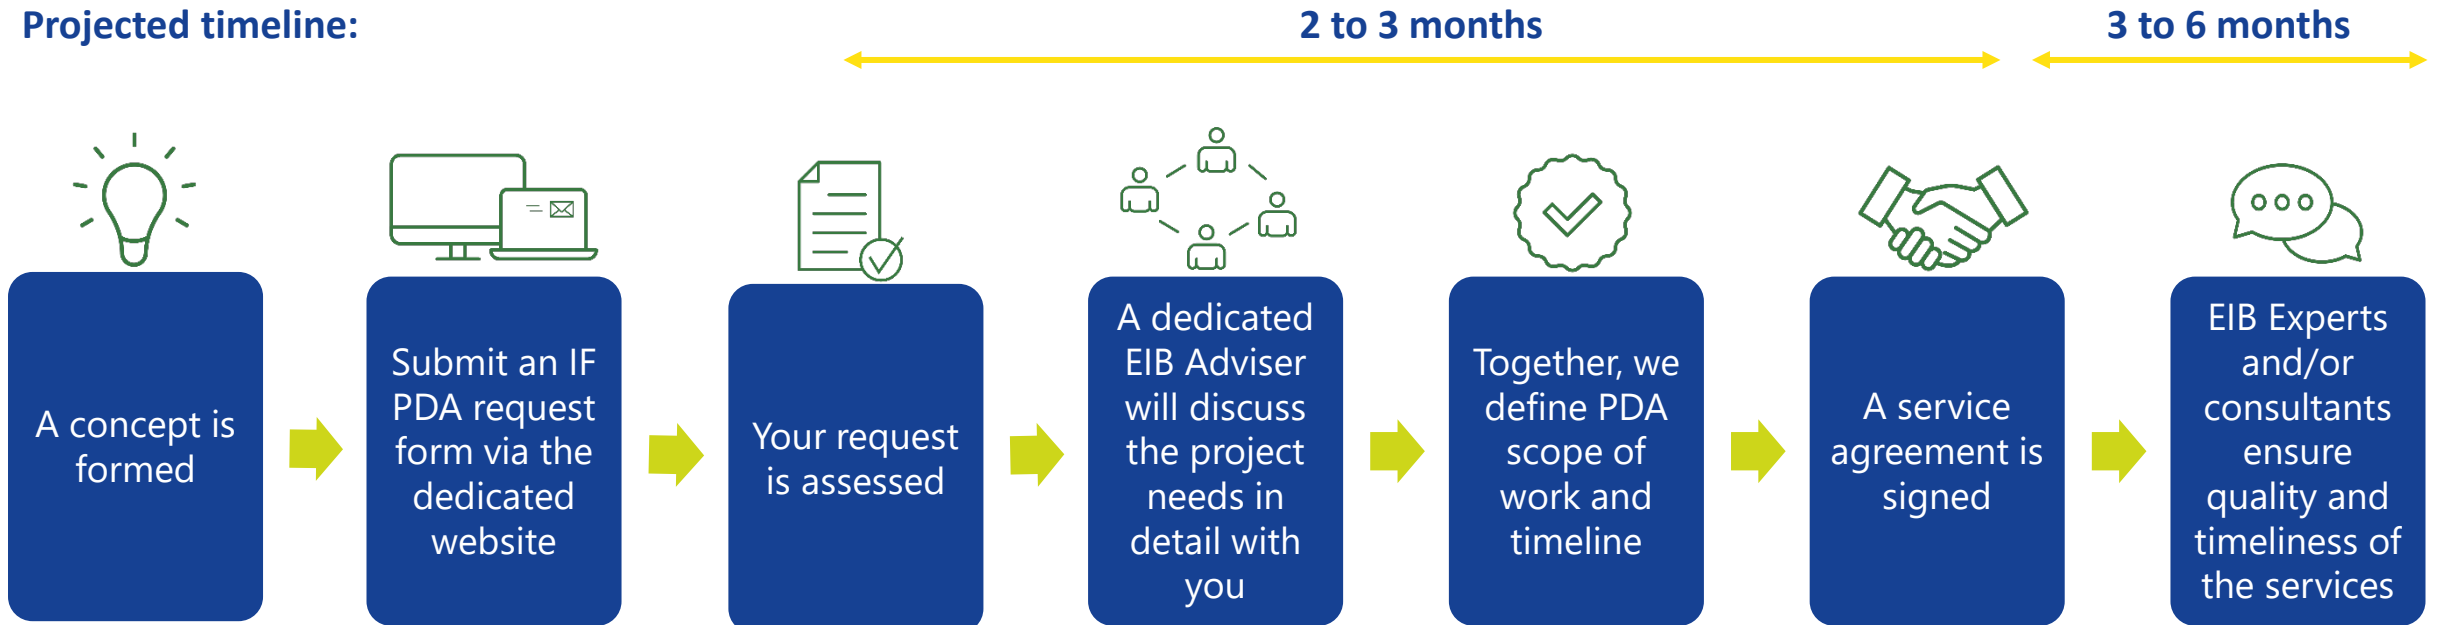 Projected timeline:
2 to 3 months
3 to 6 months
A concept is
formed
Submit an IF
PDA request
form via the
dedicated
website
Your request
is assessed
A dedicated
EIB Adviser
will discuss
the project
needs in
detail with
you
Together, we
define PDA
scope of
work and
timeline
A service
agreement is
signed
EIB Experts
and/or
consultants
ensure
quality and
timeliness of
the services